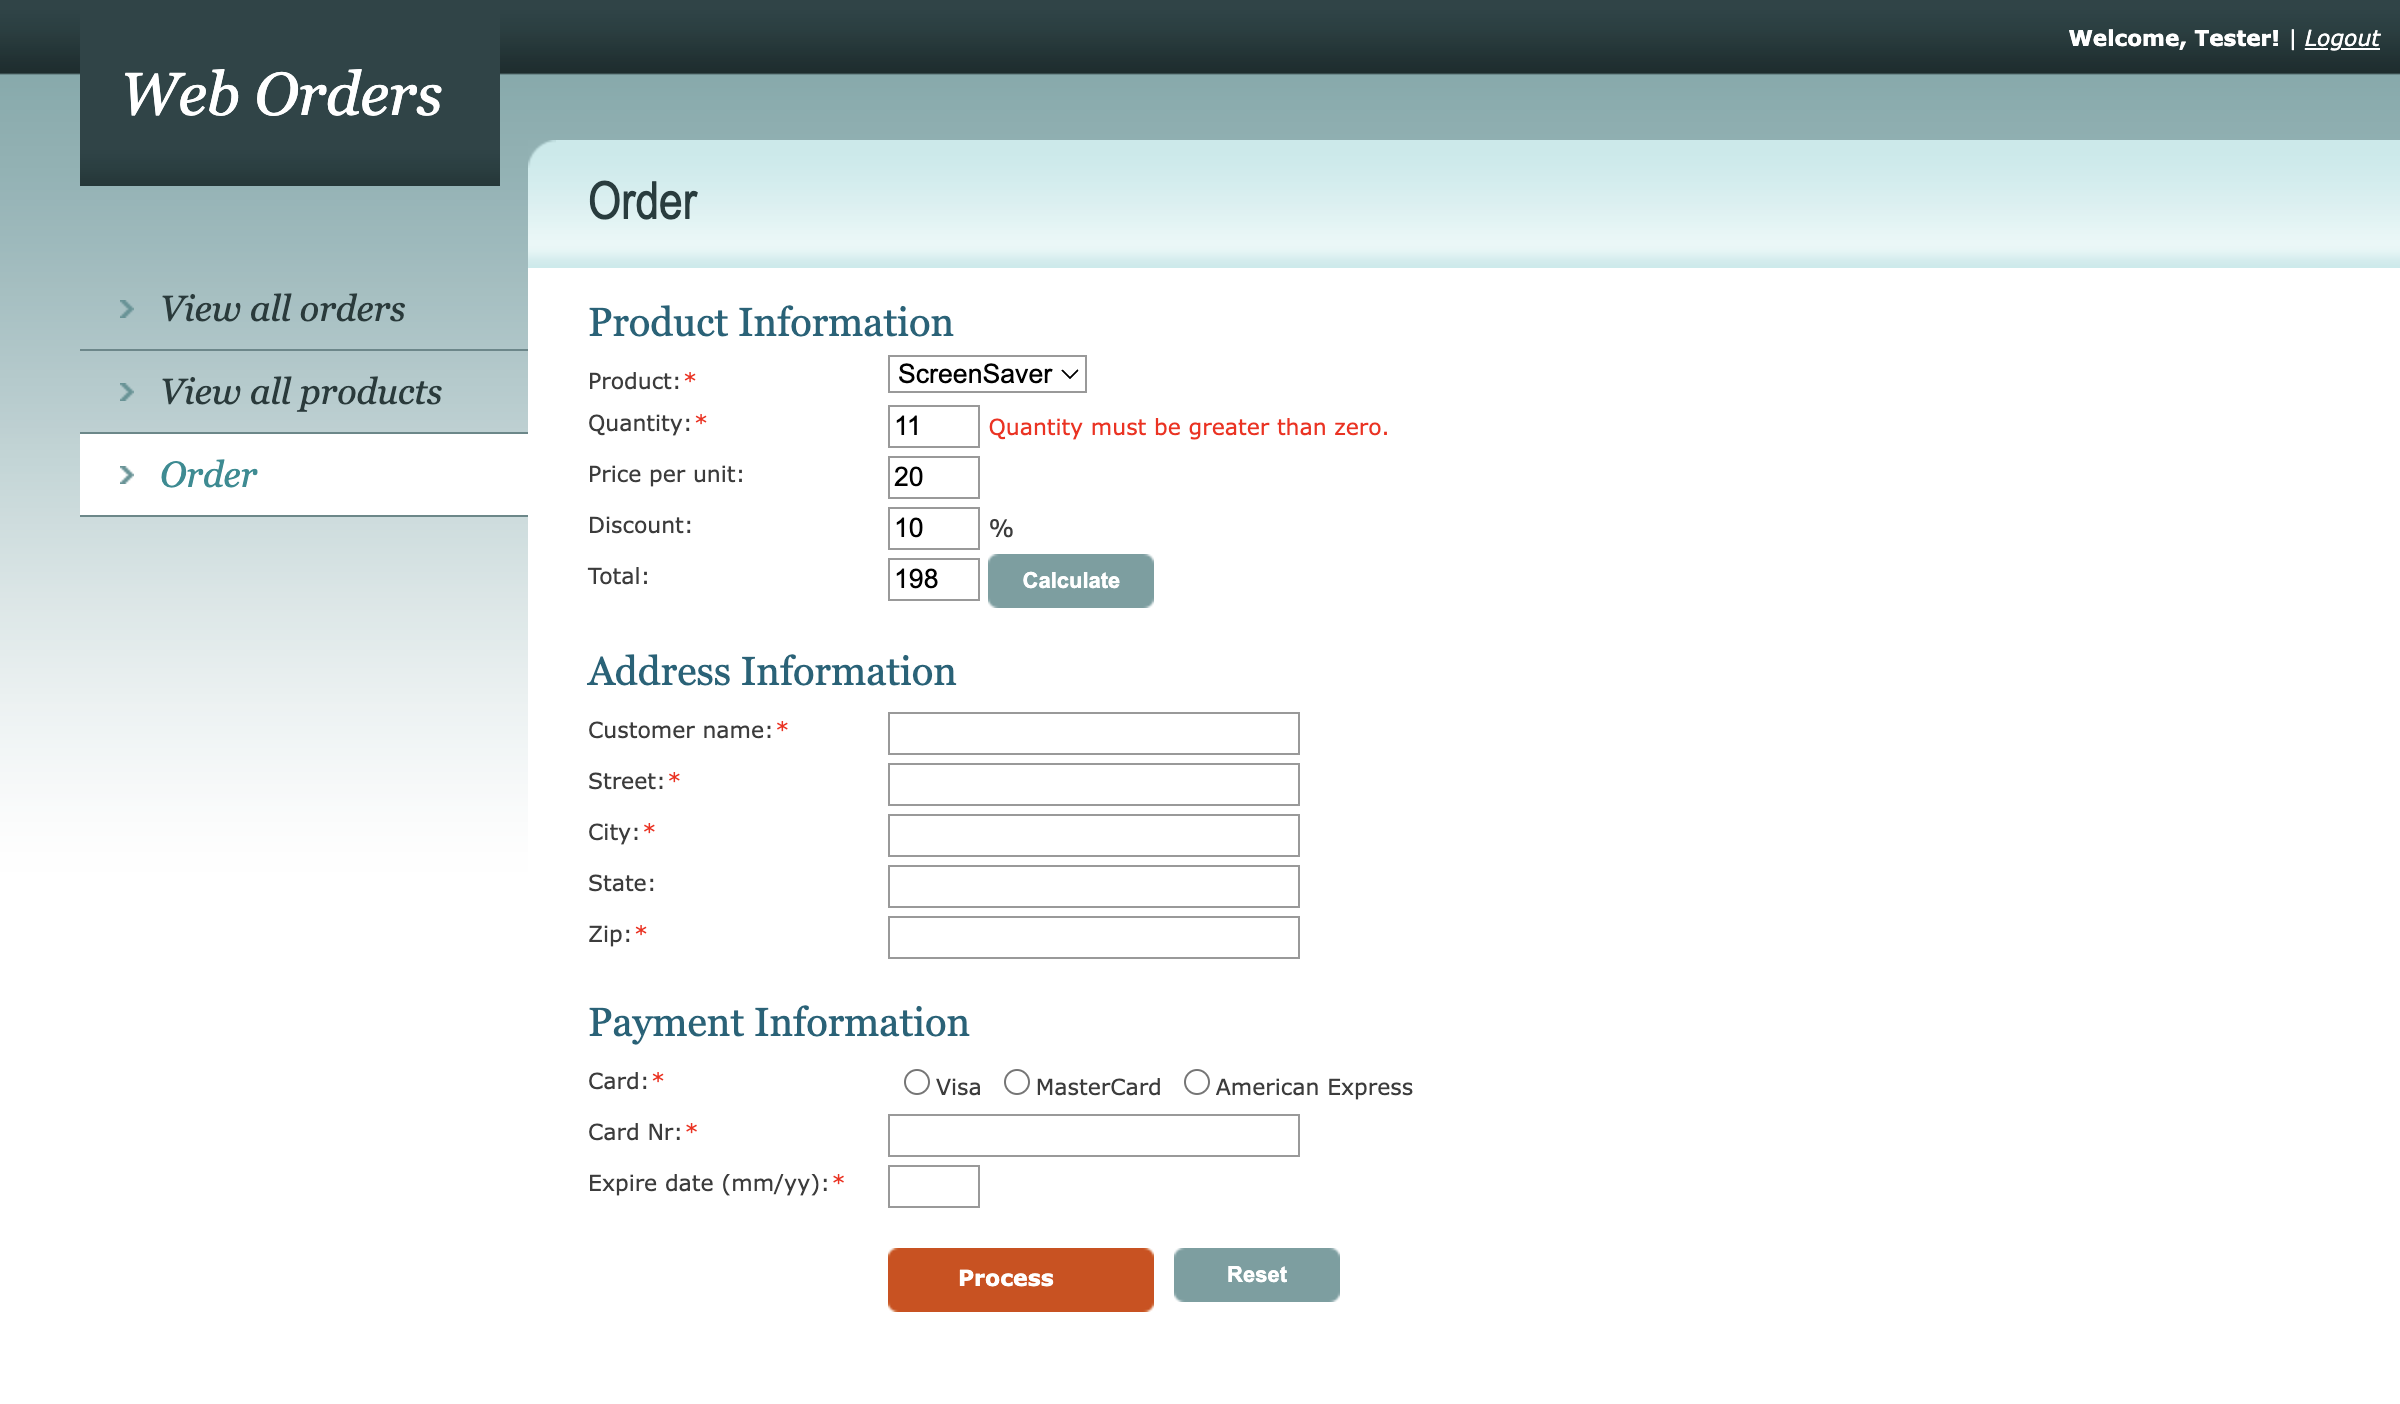 Welcome, Tester! | Logout
Web Orders
View all orders
View all products
Order
Order
Product Information
Product:* ScreenSaver
Quantity:* 11 Quantity must be greater than zero.
Price per unit: 20
Discount: 10 %
Total: 198 Calculate
Address Information
Customer name:*
Street:*
City:*
State:
Zip:*
Payment Information
Card:* Visa MasterCard American Express
Card Nr:*
Expire date (mm/yy):*
Process Reset